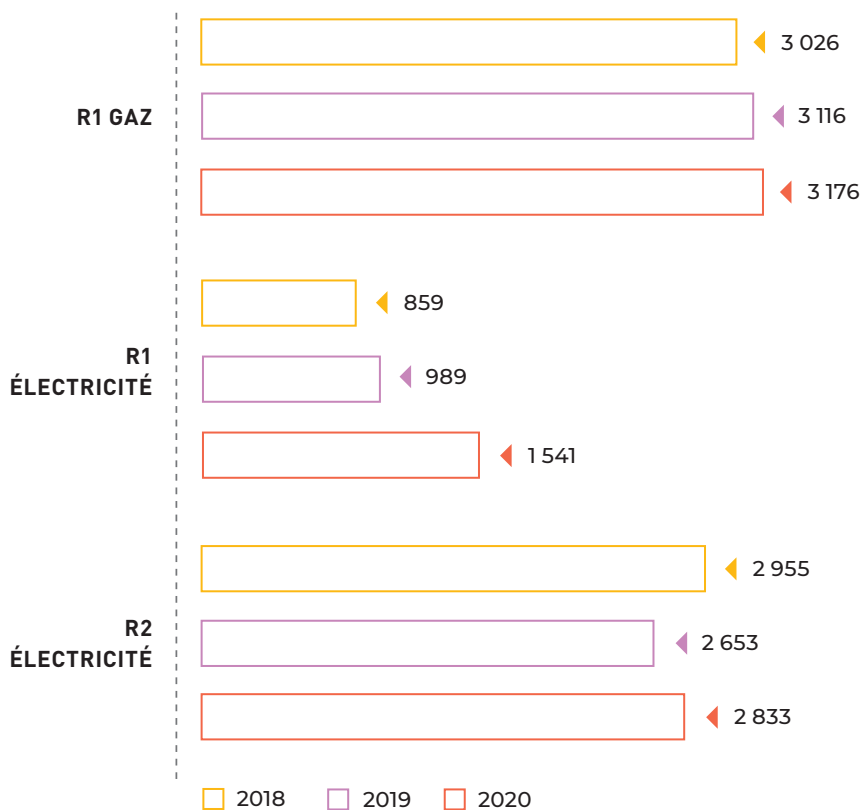 R1 GAZ
3 026
3 116
3 176
R1
ÉLECTRICITÉ
859
989
1 541
R2
ÉLECTRICITÉ
2 955
2 653
2 833
2018 2019 2020